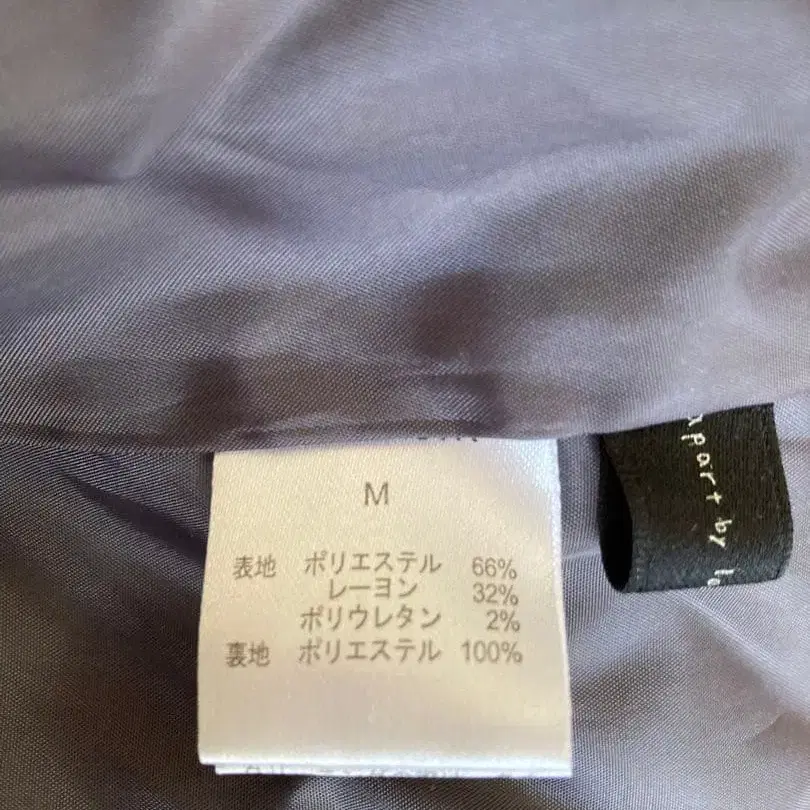 M
表地 ポリエステル 66%
レーヨン 32%
ポリウレタン 2%
裏地 ポリエステル 100%
apart by